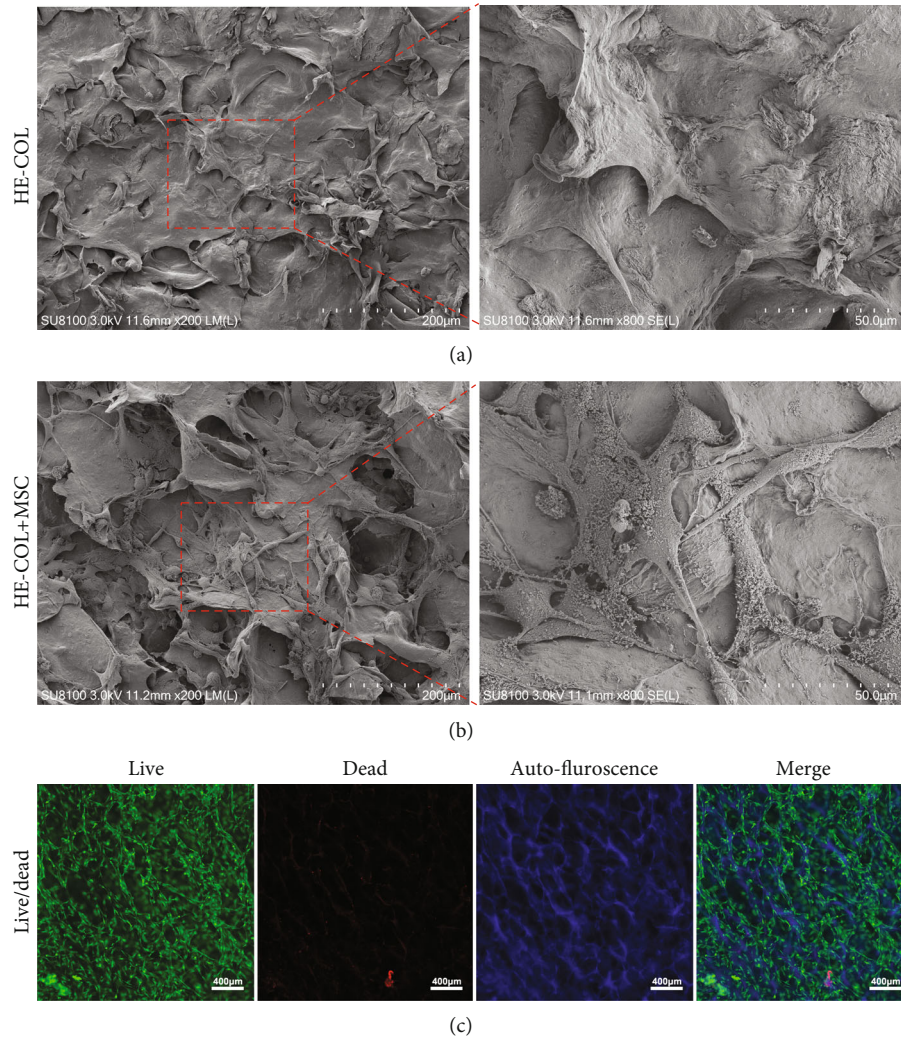 HE-COL
SU8100 3.0kV 11.6mm x200 LM(L)
200μm
SU8100 3.0kV 11.6mm x800 SE(L)
50.0μm
(a)
HE-COL+MSC
SU8100 3.0kV 11.2mm x200 LM(L)
200μm
SU8100 3.0kV 11.1mm x800 SE(L)
50.0μm
(b)
Live
Dead
Auto-fluroscence
Merge
Live/dead
400μm
400μm
400μm
400μm
(c)